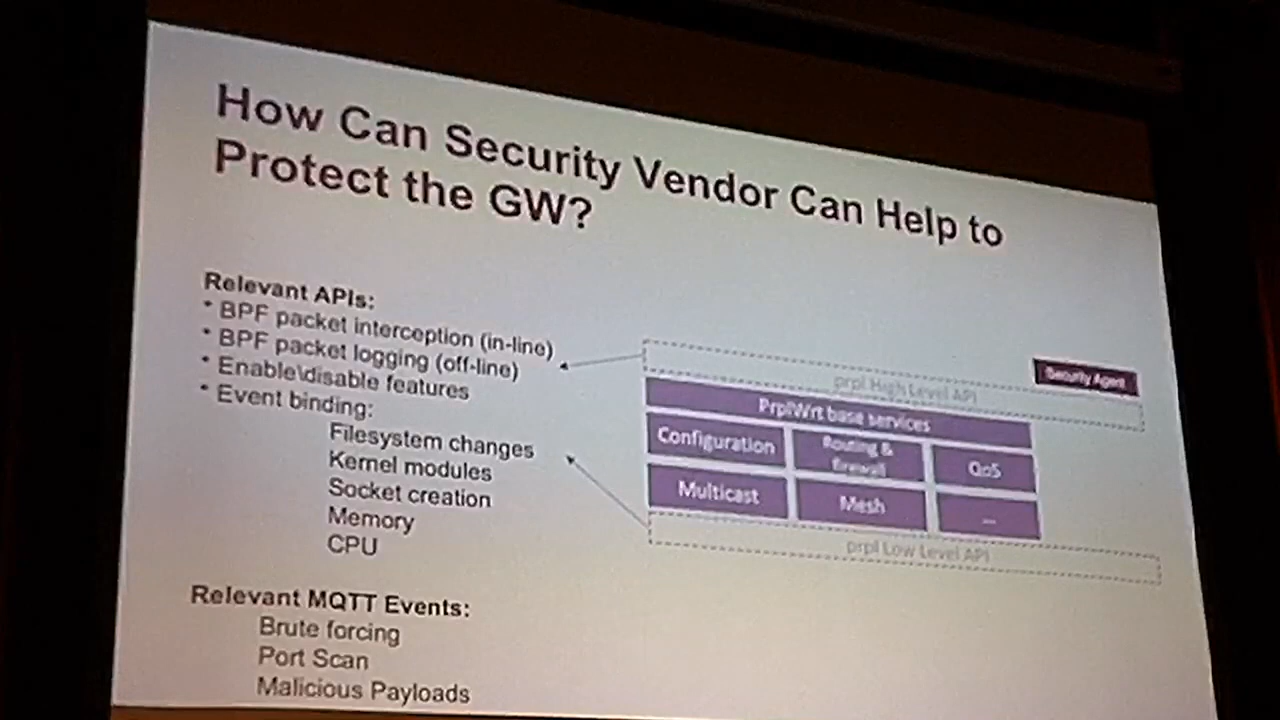 How Can Security Vendor Can Help to
Protect the GW?
Relevant APIs:
* BPF packet interception (in-line)
* BPF packet logging (off-line)
* Enable\disable features
* Event binding:
Filesystem changes
Kernel modules
Socket creation
Memory
CPU
Relevant MQTT Events:
Brute forcing
Port Scan
Malicious Payloads
Security Agent
prpl High Level API
PrplWrt base services
Configuration
Routing &
firewall
QoS
Multicast
Mesh
...
prpl Low Level API